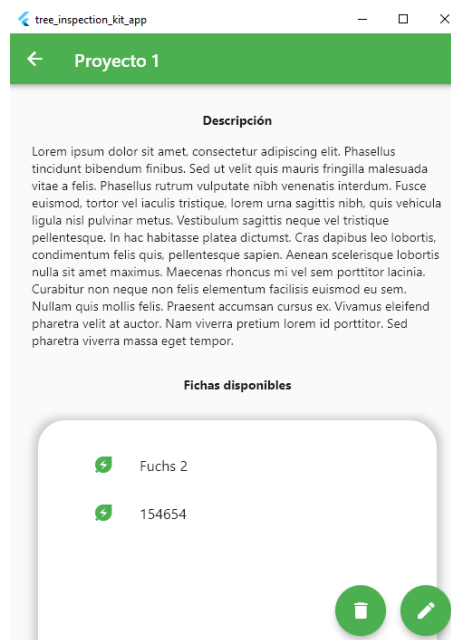 tree_inspection_kit_app
Proyecto 1
Descripción
Lorem ipsum dolor sit amet, consectetur adipiscing elit. Phasellus
tincidunt bibendum finibus. Sed ut velit quis mauris fringilla malesuada
vitae a felis. Phasellus rutrum vulputate nibh venenatis interdum. Fusce
euismod, tortor vel iaculis tristique, lorem urna sagittis nibh, quis vehicula
ligula nisl pulvinar metus. Vestibulum sagittis neque vel tristique
pellentesque. In hac habitasse platea dictumst. Cras dapibus leo lobortis,
condimentum felis quis, pellentesque sapien. Aenean scelerisque lobortis
nulla sit amet maximus. Maecenas rhoncus mi vel sem porttitor lacinia.
Curabitur non neque non felis elementum facilisis euismod eu sem.
Nullam quis mollis felis. Praesent accumsan cursus ex. Vivamus eleifend
pharetra velit at auctor. Nam viverra pretium lorem id porttitor. Sed
pharetra viverra massa eget tempor.
Fichas disponibles
Fuchs 2
154654